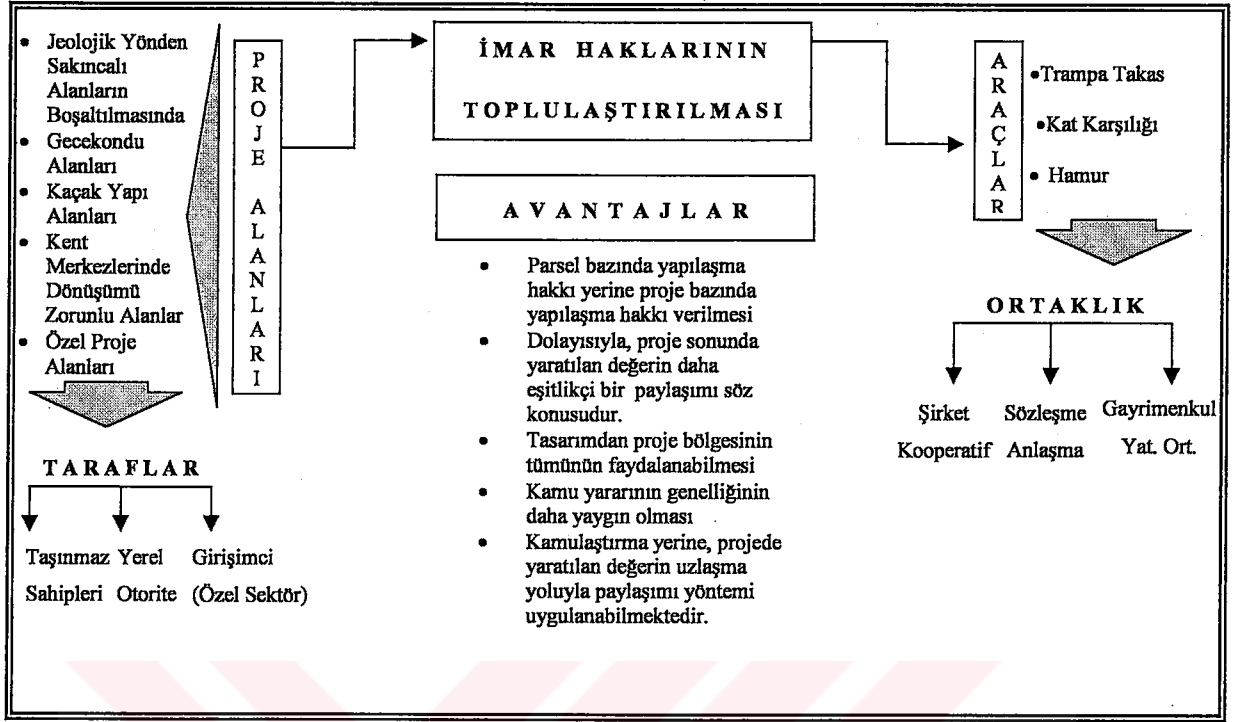 • Jeolojik Yönden
Sakıncalı
Alanların
Boşaltılmasında
• Gecekondu
Alanları
• Kaçak Yapı
Alanları
• Kent
Merkezlerinde
Dönüşümü
Zorunlu Alanlar
• Özel Proje
Alanları
PROJE ALANLARI
TARAFLAR
Taşınmaz Yerel Girişimci
Sahipleri Otorite (Özel Sektör)
İMAR HAKLARININ
TOPLULAŞTIRILMASI
AVANTAJLAR
• Parsel bazında yapılaşma
hakkı yerine proje bazında
yapılaşma hakkı verilmesi
• Dolayısıyla, proje sonunda
yaratılan değerin daha
eşitlikçi bir paylaşımı söz
konusudur.
• Tasarımdan proje bölgesinin
tümünün faydalanabilmesi
• Kamu yararının genelliğinin
daha yaygın olması
• Kamulaştırma yerine, projede
yaratılan değerin uzlaşma
yoluyla paylaşımı yöntemi
uygulanabilmektedir.
ARAÇLAR
• Trampa Takas
• Kat Karşılığı
• Hamur
ORTAKLIK
Şirket Sözleşme Gayrimenkul
Kooperatif Anlaşma Yat. Ort.